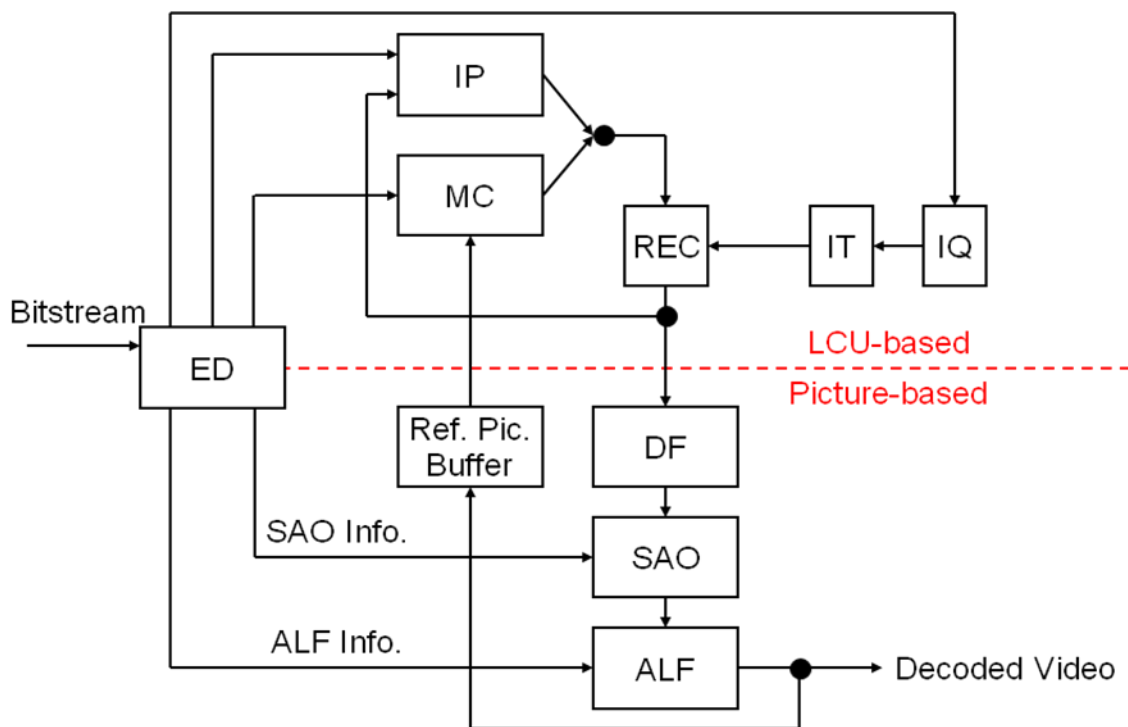 IP
MC
REC
IT
IQ
Bitstream
ED
LCU-based
Picture-based
Ref. Pic.
Buffer
DF
SAO Info.
SAO
ALF Info.
ALF
Decoded Video